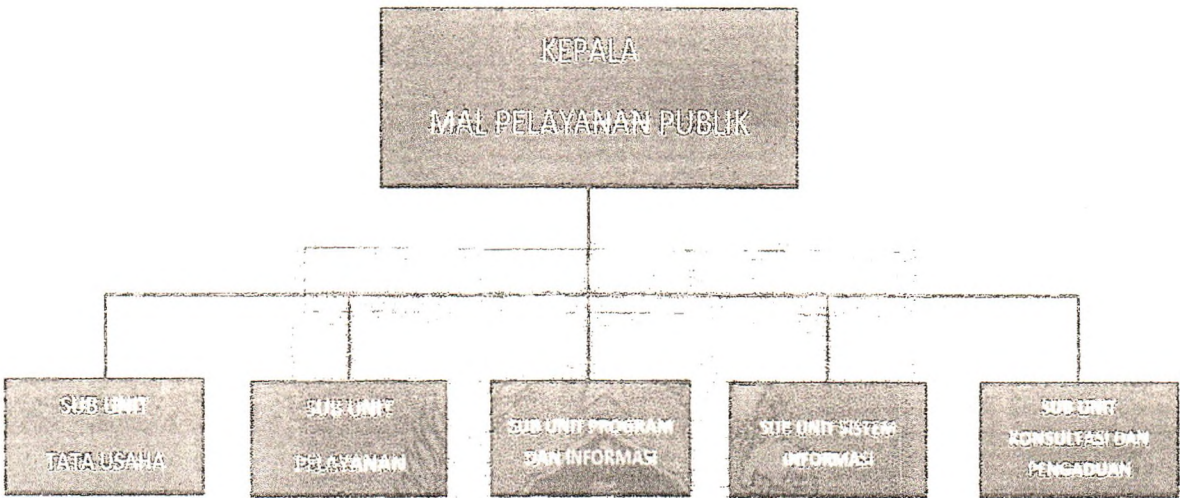 KEPALA
MAL PELAYANAN PUBLIK
SUB UNIT
TATA USAHA
SUB UNIT
PELAYANAN
SUB UNIT PROGRAM
DAN INFORMASI
SUB UNIT SISTEM
INFORMASI
SUB UNIT
KONSULTASI DAN
PENGADUAN